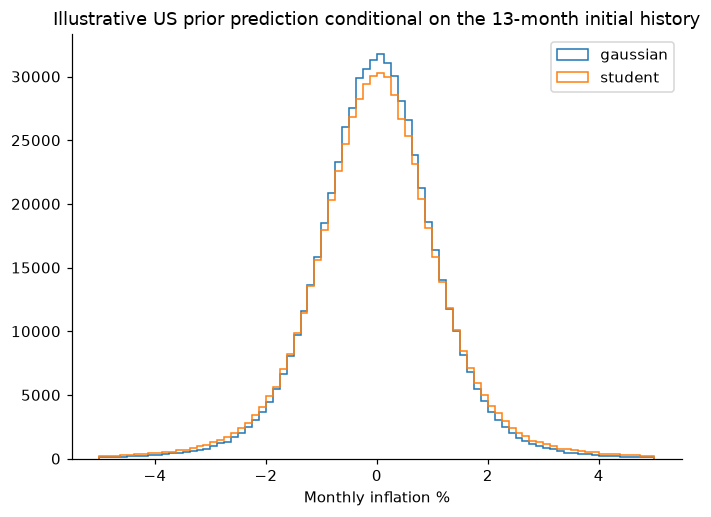 Illustrative US prior prediction conditional on the 13-month initial history
gaussian
student
30000
25000
20000
15000
10000
5000
0
−4 −2 0 2 4
Monthly inflation %